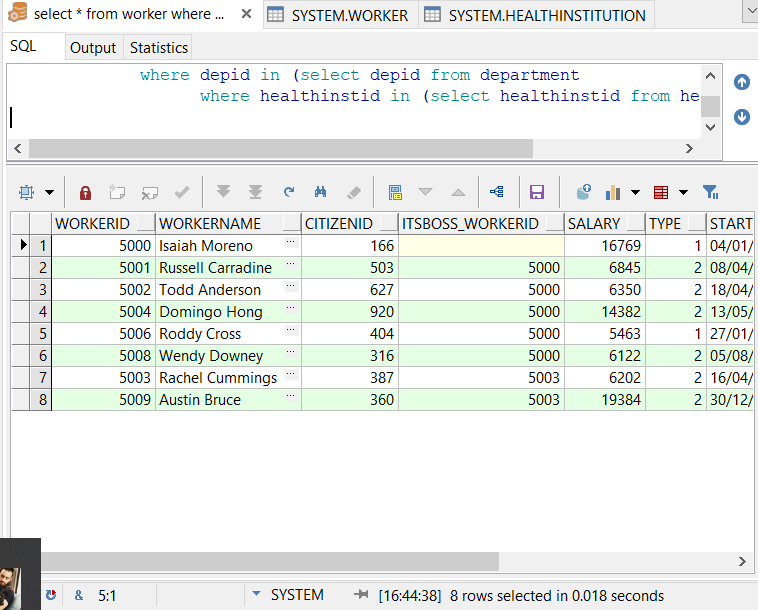 select * from worker where ... × SYSTEM.WORKER SYSTEM.HEALTHINSTITUTION
SQL Output Statistics
where depid in (select depid from department
where healthinstid in (select healthinstid from he
WORKERID WORKERNAME CITIZENID ITSBOSS_WORKERID SALARY TYPE START
1 5000 Isaiah Moreno ... 166 16769 1 04/01/
2 5001 Russell Carradine ... 503 5000 6845 2 08/04/
3 5002 Todd Anderson ... 627 5000 6350 2 18/04/
4 5004 Domingo Hong ... 920 5000 14382 2 13/05/
5 5006 Roddy Cross ... 404 5000 5463 1 27/01/
6 5008 Wendy Downey ... 316 5000 6122 2 05/08/
7 5003 Rachel Cummings ... 387 5003 6202 2 16/04/
8 5009 Austin Bruce ... 360 5003 19384 2 30/12/
& 5:1 SYSTEM [16:44:38] 8 rows selected in 0.018 seconds